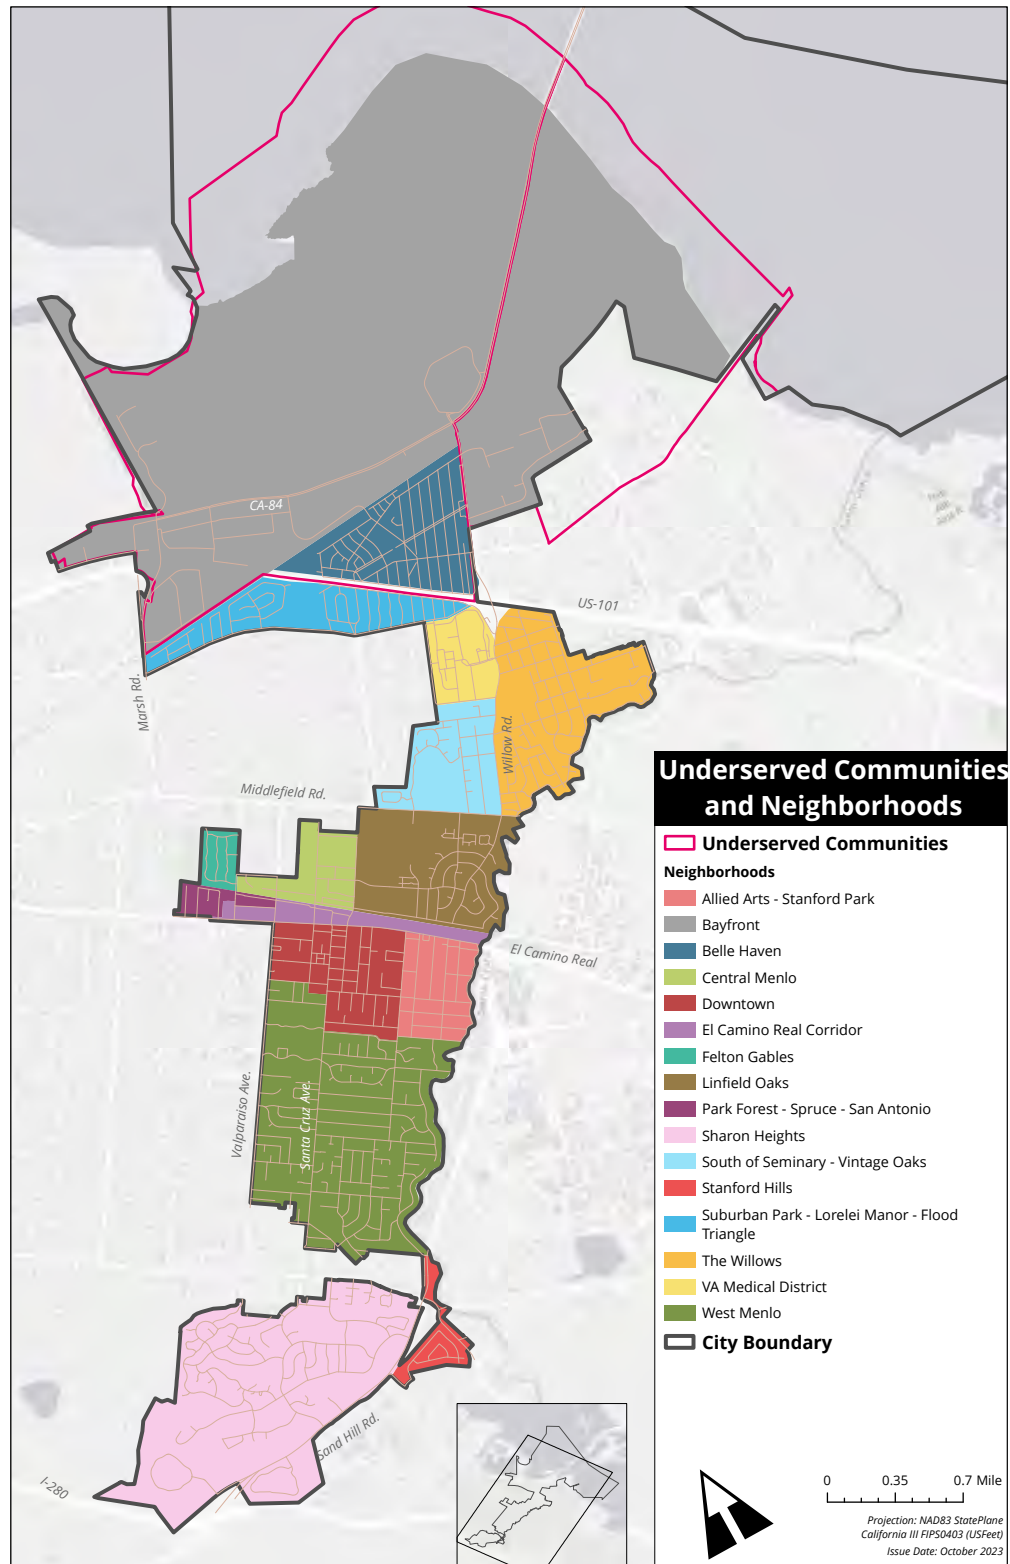 CA-84
US-101
Marsh Rd.
Willow Rd.
Middlefield Rd.
El Camino Real
Valparaiso Ave.
Santa Cruz Ave.
Sand Hill Rd.
I-280
Underserved Communities
and Neighborhoods
Underserved Communities
Neighborhoods
Allied Arts - Stanford Park
Bayfront
Belle Haven
Central Menlo
Downtown
El Camino Real Corridor
Felton Gables
Linfield Oaks
Park Forest - Spruce - San Antonio
Sharon Heights
South of Seminary - Vintage Oaks
Stanford Hills
Suburban Park - Lorelei Manor - Flood
Triangle
The Willows
VA Medical District
West Menlo
City Boundary
0 0.35 0.7 Mile
Projection: NAD83 StatePlane
California III FIPS0403 (USFeet)
Issue Date: October 2023